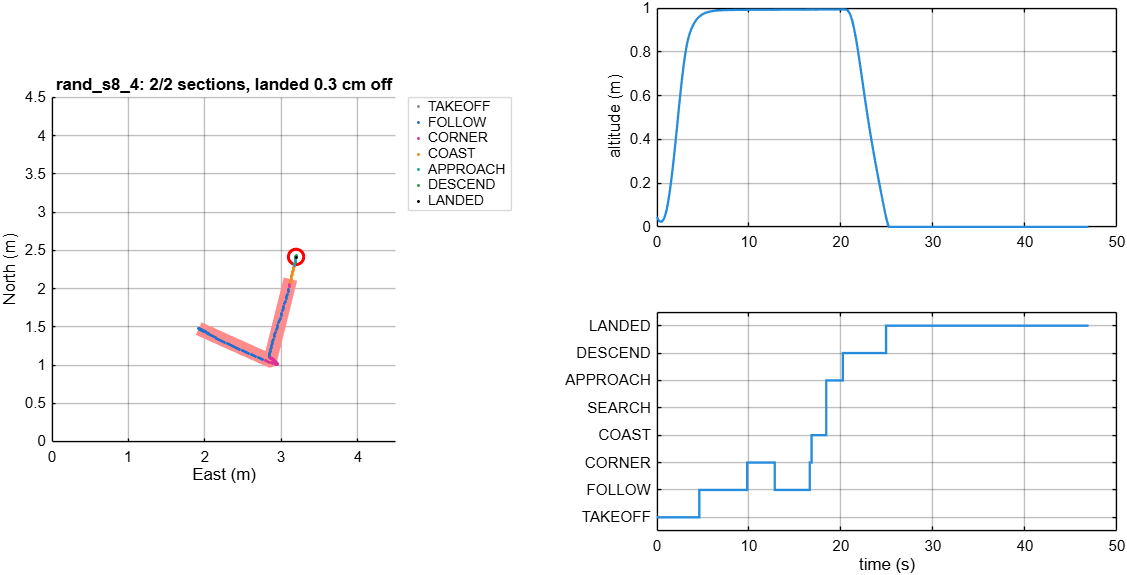 rand_s8_4: 2/2 sections, landed 0.3 cm off
4.5
4
3.5
3
2.5
2
1.5
1
0.5
0
North (m)
0
1
2
3
4
East (m)
TAKEOFF
FOLLOW
CORNER
COAST
APPROACH
DESCEND
LANDED
1
0.8
0.6
0.4
0.2
0
altitude (m)
0
10
20
30
40
50
LANDED
DESCEND
APPROACH
SEARCH
COAST
CORNER
FOLLOW
TAKEOFF
0
10
20
30
40
50
time (s)